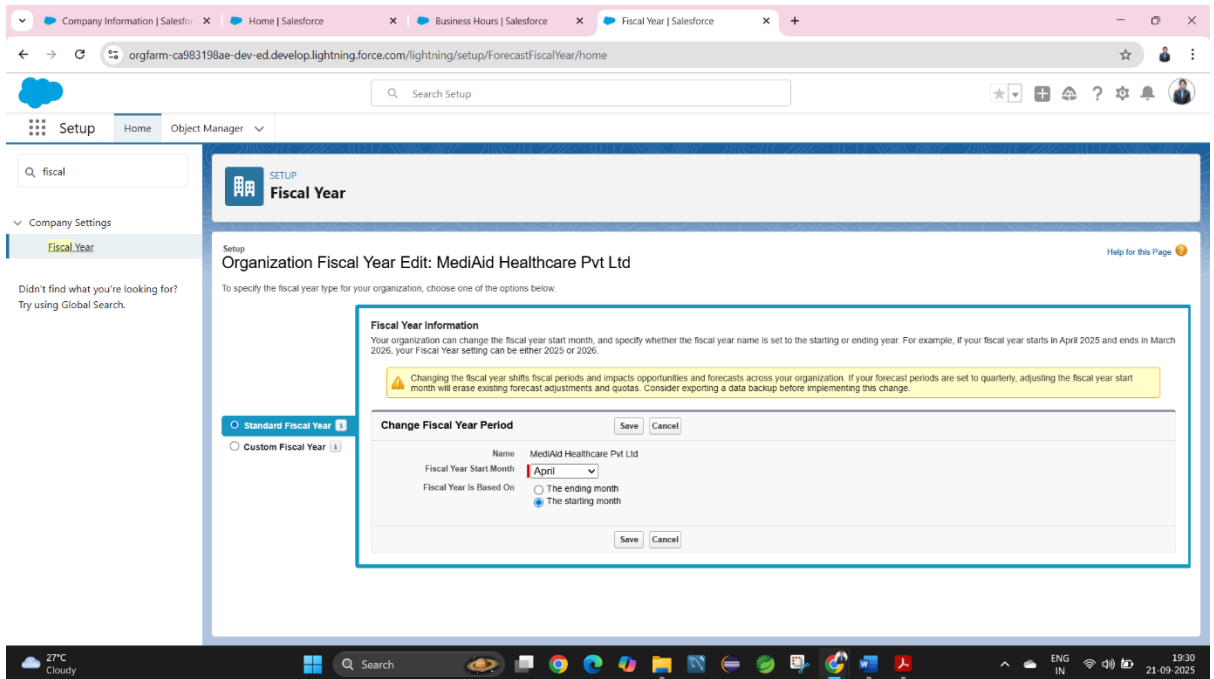 Company Information | Salesfor
Home | Salesforce
Business Hours | Salesforce
Fiscal Year | Salesforce
orgfarm-ca983198ae-dev-ed.develop.lightning.force.com/lightning/setup/ForecastFiscalYear/home
Search Setup
Setup
Home
Object Manager
fiscal
Company Settings
Fiscal Year
Didn't find what you're looking for?
Try using Global Search.
SETUP
Fiscal Year
Setup
Organization Fiscal Year Edit: MediAid Healthcare Pvt Ltd
Help for this Page
To specify the fiscal year type for your organization, choose one of the options below.
Standard Fiscal Year
Custom Fiscal Year
Fiscal Year Information
Your organization can change the fiscal year start month, and specify whether the fiscal year name is set to the starting or ending year. For example, if your fiscal year starts in April 2025 and ends in March
2026, your Fiscal Year setting can be either 2025 or 2026.
Changing the fiscal year shifts fiscal periods and impacts opportunities and forecasts across your organization. If your forecast periods are set to quarterly, adjusting the fiscal year start
month will erase existing forecast adjustments and quotas. Consider exporting a data backup before implementing this change.
Change Fiscal Year Period
Save Cancel
Name MediAid Healthcare Pvt Ltd
Fiscal Year Start Month April
Fiscal Year is Based On The ending month
The starting month
Save Cancel
27°C
Cloudy
Search
ENG
IN
19:30
21-09-2025